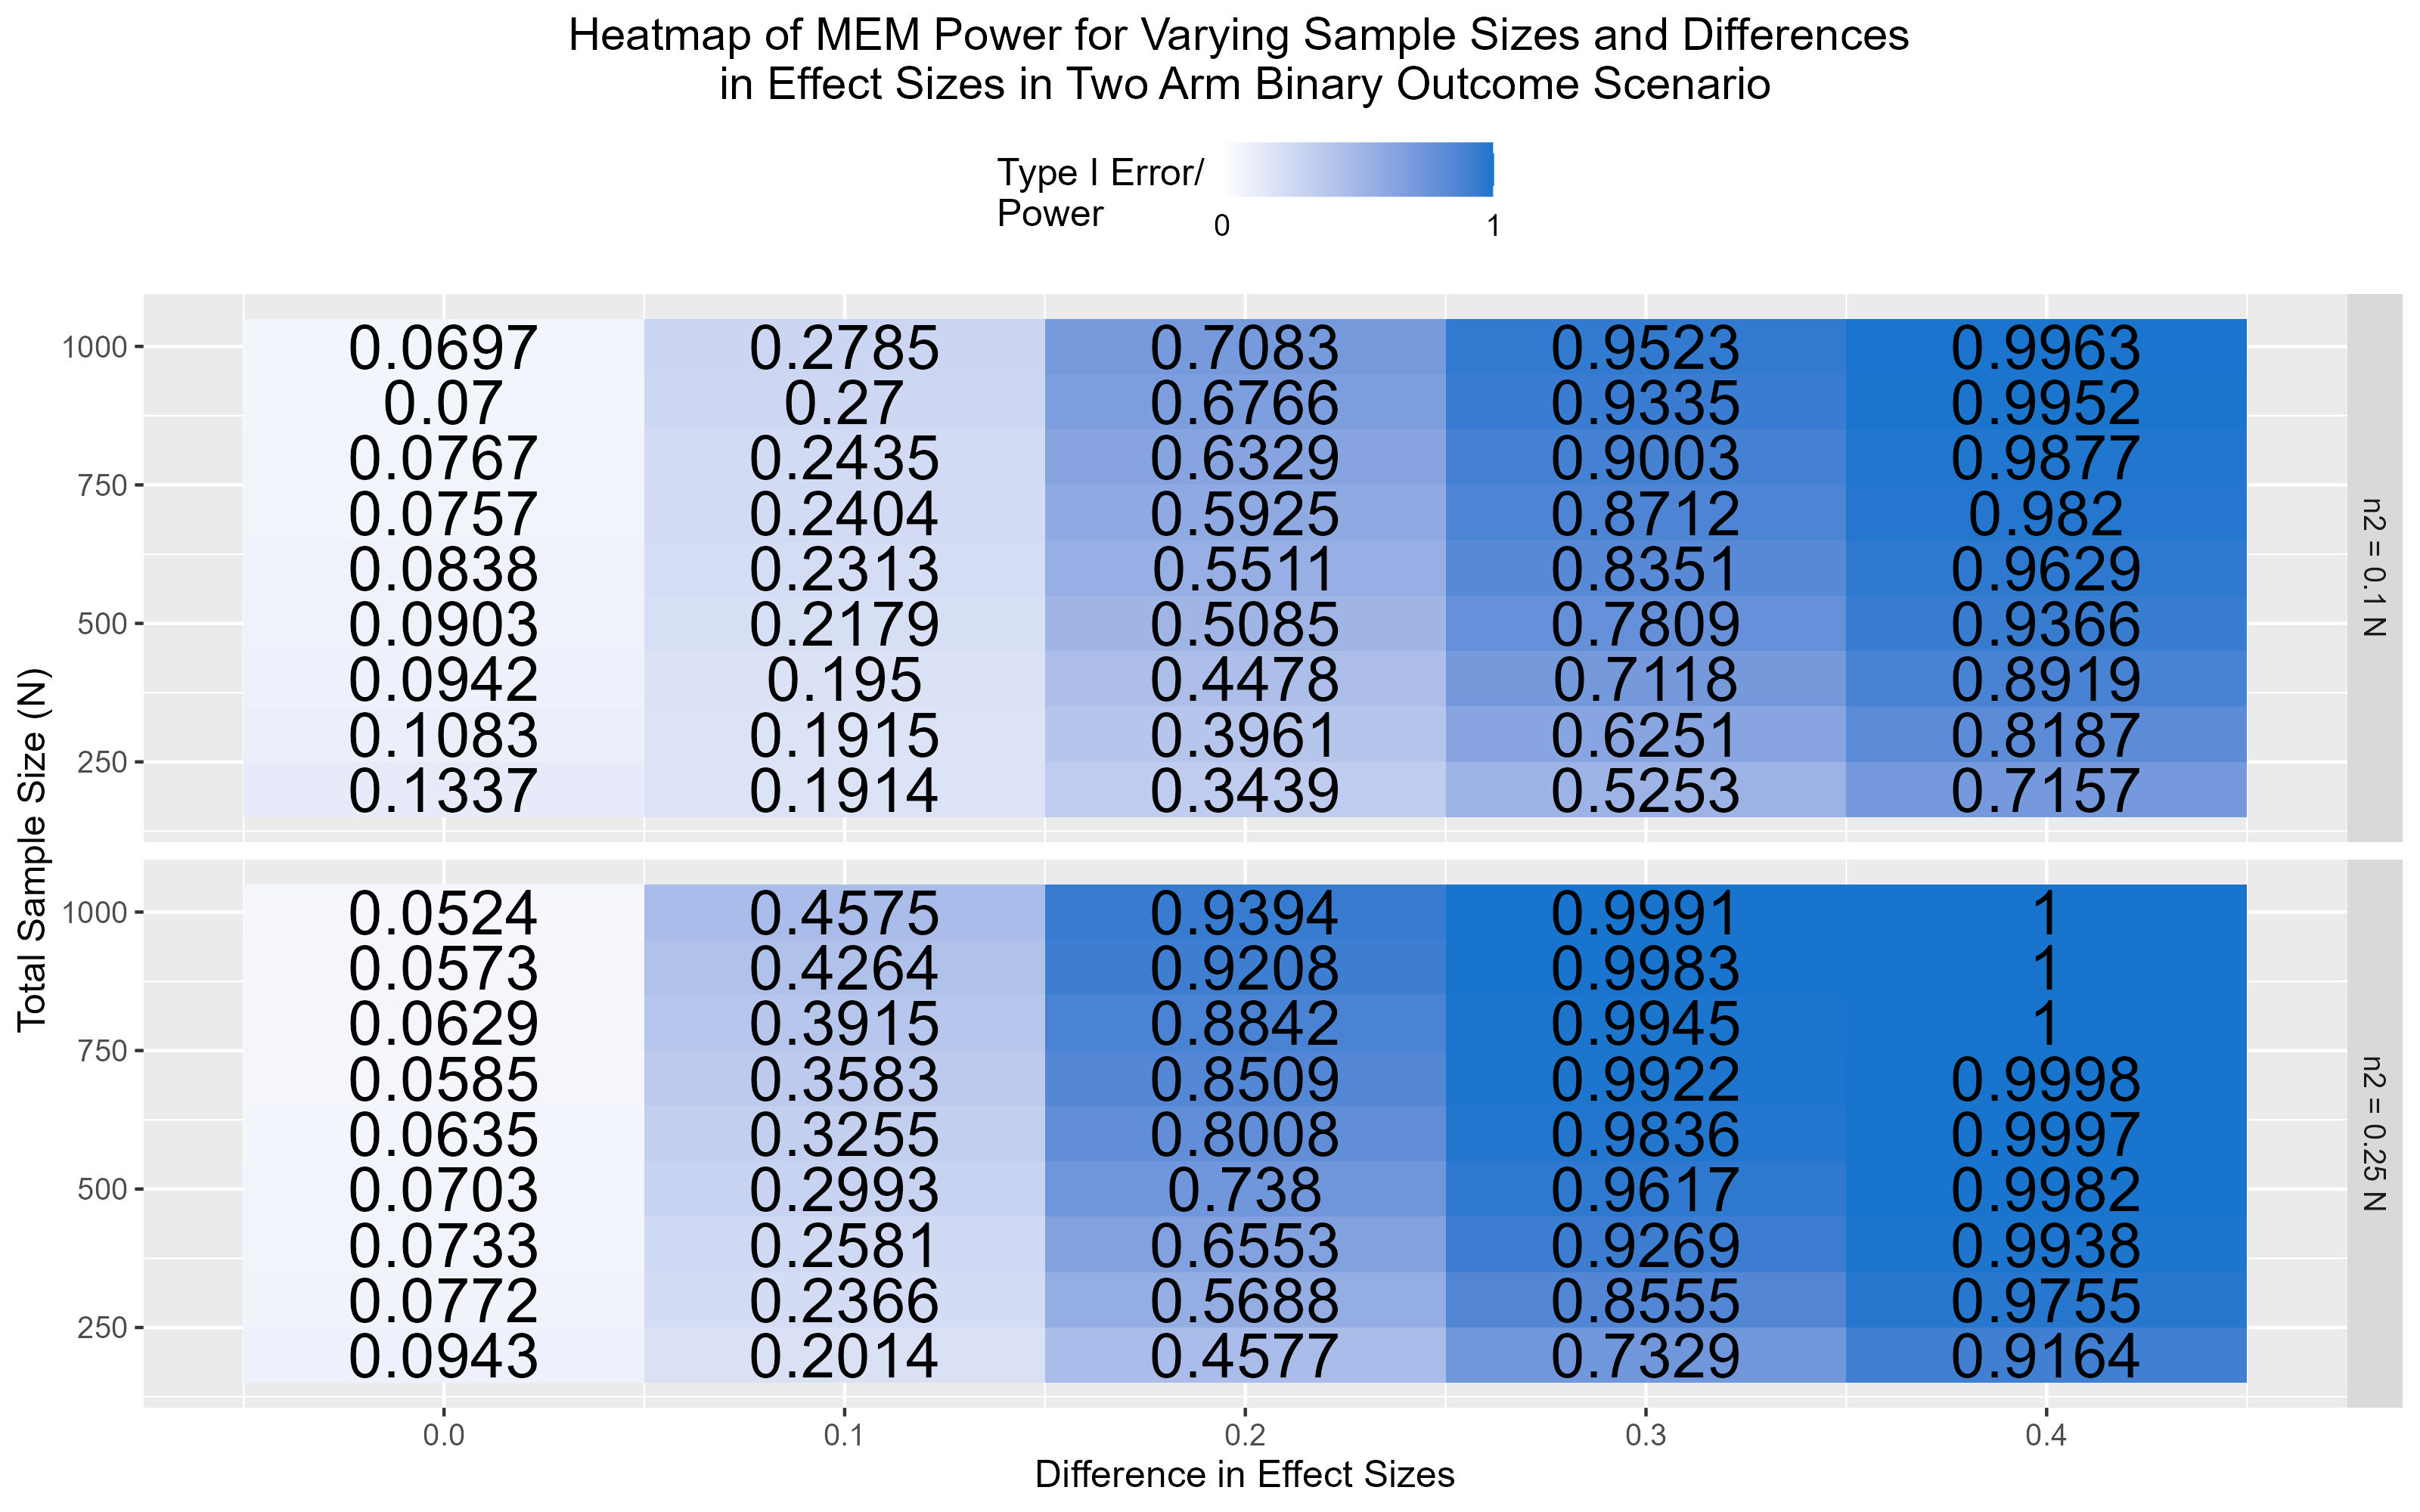 Heatmap of MEM Power for Varying Sample Sizes and Differences
in Effect Sizes in Two Arm Binary Outcome Scenario
Type I Error/
Power
0 1
Total Sample Size (N)
1000 0.0697 0.2785 0.7083 0.9523 0.9963
0.07 0.27 0.6766 0.9335 0.9952
0.0767 0.2435 0.6329 0.9003 0.9877
750
0.0757 0.2404 0.5925 0.8712 0.982
0.0838 0.2313 0.5511 0.8351 0.9629
500 0.0903 0.2179 0.5085 0.7809 0.9366
0.0942 0.195 0.4478 0.7118 0.8919
0.1083 0.1915 0.3961 0.6251 0.8187
250
0.1337 0.1914 0.3439 0.5253 0.7157
n2 = 0.1 N
1000 0.0524 0.4575 0.9394 0.9991 1
0.0573 0.4264 0.9208 0.9983 1
0.0629 0.3915 0.8842 0.9945 1
750
0.0585 0.3583 0.8509 0.9922 0.9998
0.0635 0.3255 0.8008 0.9836 0.9997
500 0.0703 0.2993 0.738 0.9617 0.9982
0.0733 0.2581 0.6553 0.9269 0.9938
0.0772 0.2366 0.5688 0.8555 0.9755
250
0.0943 0.2014 0.4577 0.7329 0.9164
n2 = 0.25 N
0.0 0.1 0.2 0.3 0.4
Difference in Effect Sizes